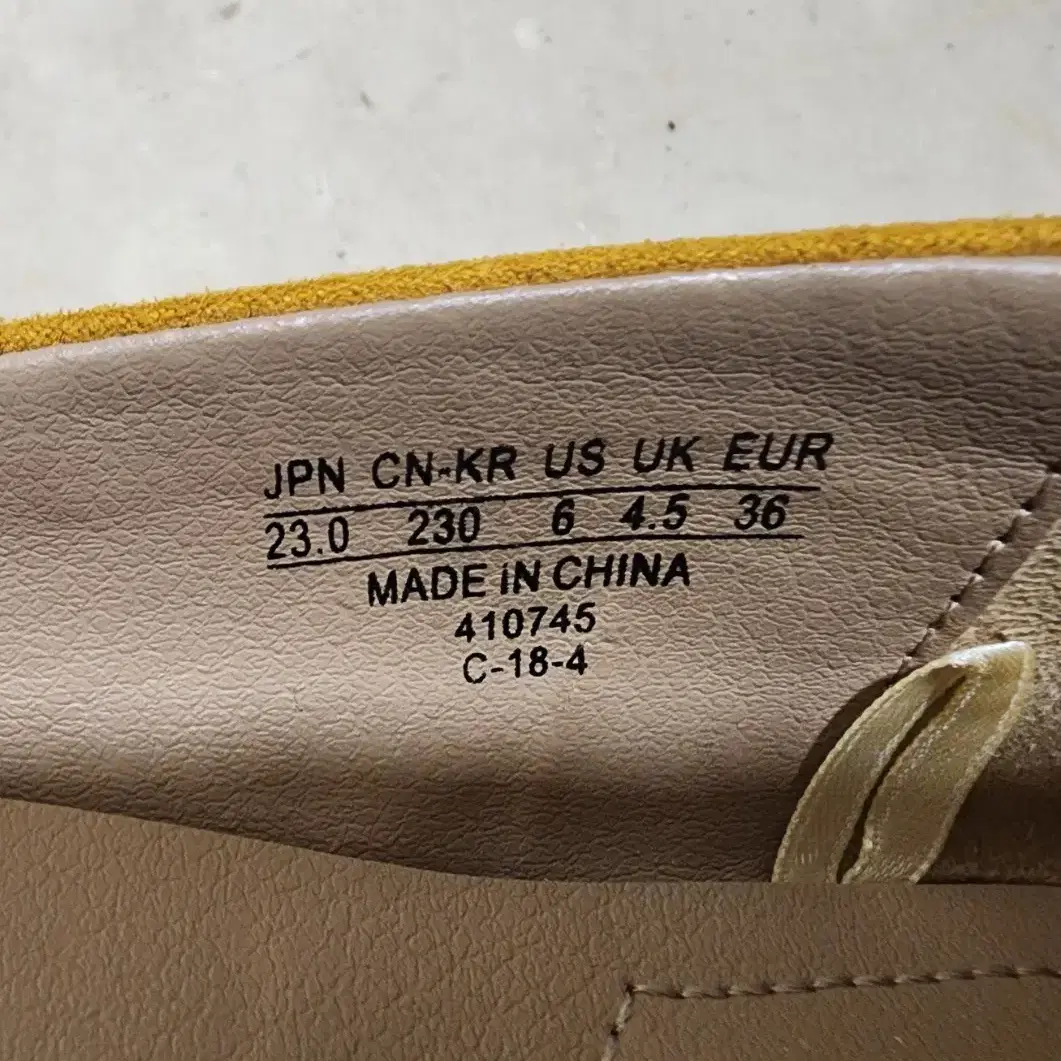 JPN CN-KR US UK EUR
23.0 230 6 4.5 36
MADE IN CHINA
410745
C-18-4